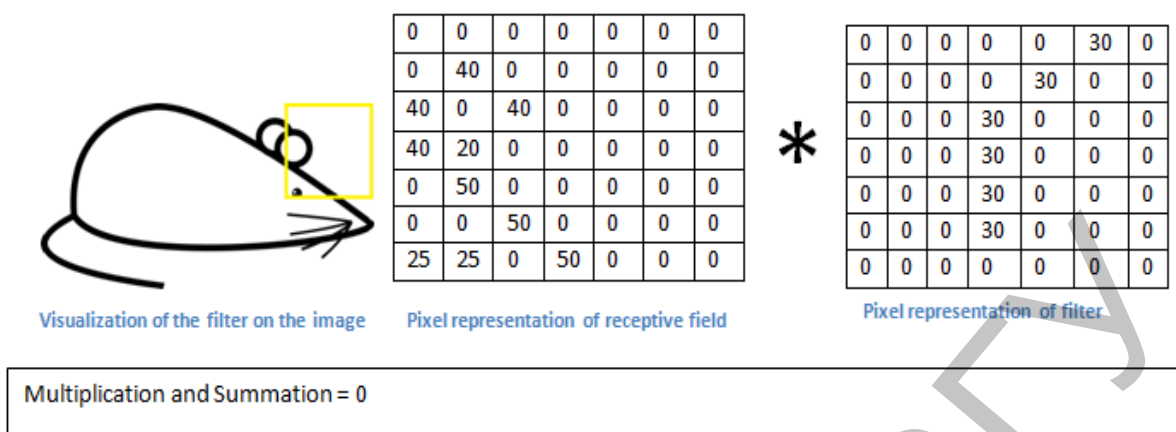 0 0 0 0 0 0 0
0 40 0 0 0 0 0
40 0 40 0 0 0 0
40 20 0 0 0 0 0
0 50 0 0 0 0 0
0 0 50 0 0 0 0
25 25 0 50 0 0 0
*
0 0 0 0 0 30 0
0 0 0 0 30 0 0
0 0 0 30 0 0 0
0 0 0 30 0 0 0
0 0 0 30 0 0 0
0 0 0 30 0 0 0
0 0 0 0 0 0 0
Visualization of the filter on the image
Pixel representation of receptive field
Pixel representation of filter
Multiplication and Summation = 0